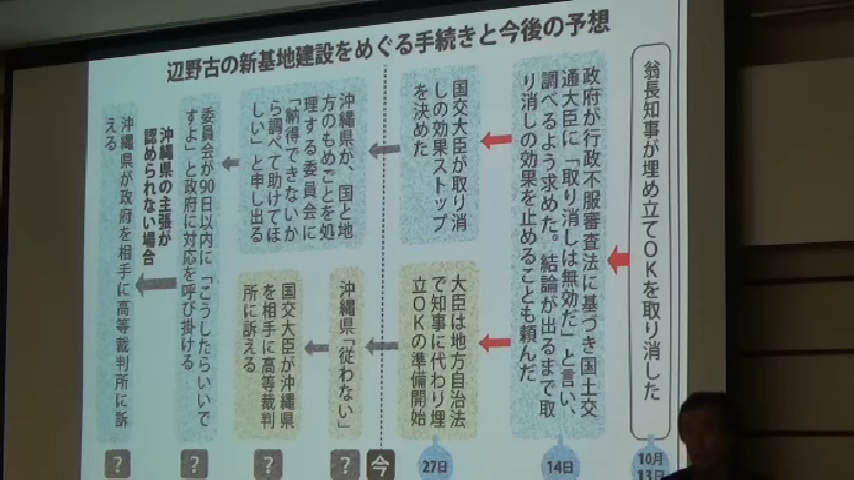 辺野古の新基地建設をめぐる手続きと今後の予想
翁長知事が埋め立てOKを取り消した
10月
13日
政府が行政不服審査法に基づき国土交
通大臣に「取り消しは無効だ」と言い、
調べるよう求めた。結論が出るまで取
り消しの効果を止めることも頼んだ
14日
国交大臣が取り消
しの効果ストップ
を決めた
大臣は地方自治法
で知事に代わり埋
立OKの準備開始
27日
今
沖縄県が、国と地
方のもめごとを処
理する委員会に
「納得できないか
ら調べて助けてほ
しい」と申し出る
沖縄県「従わない」
?
国交大臣が沖縄県
を相手に高等裁判
所に訴える
?
委員会が90日以内に「こうしたらいいで
すよ」と政府に対応を呼び掛ける
?
沖縄県の主張が
認められない場合
沖縄県が政府を相手に高等裁判所に訴
える
?